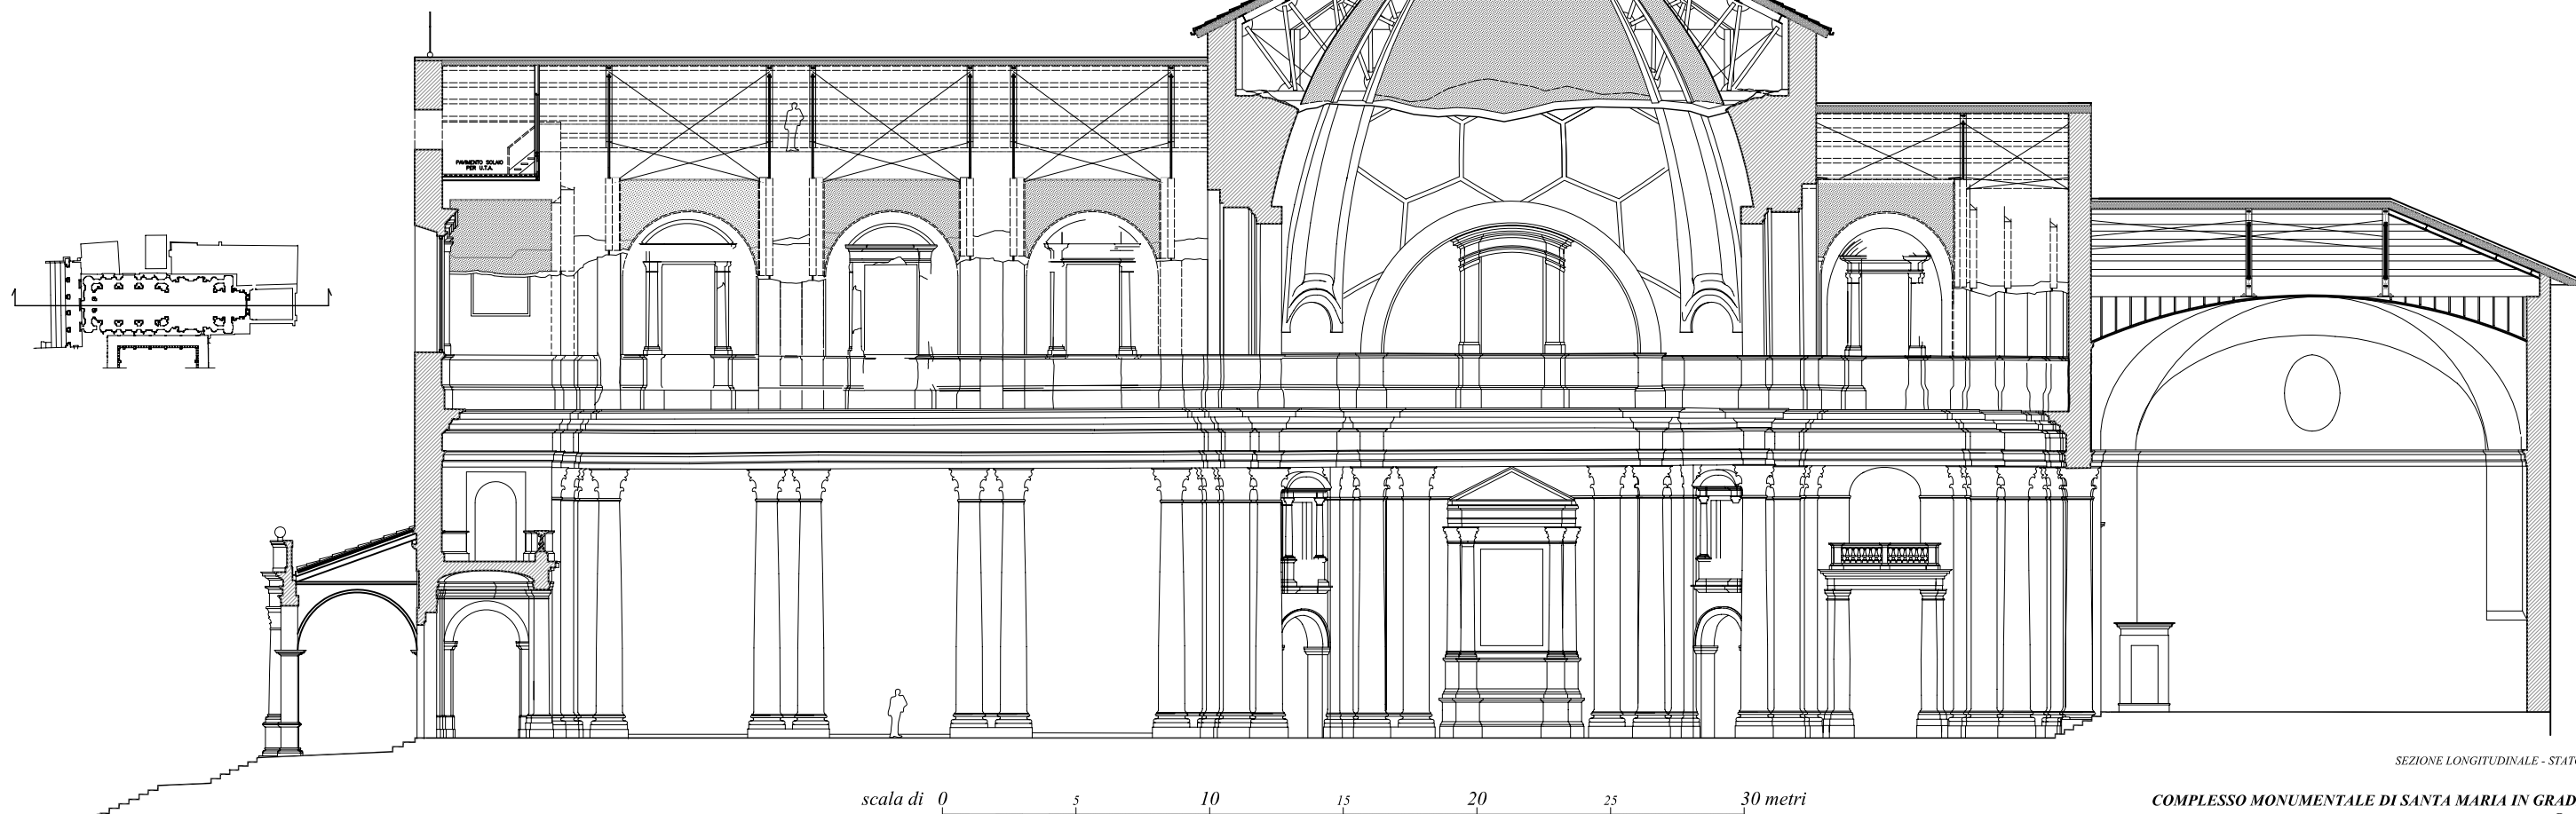 PAVIMENTO SOLAIO
PER U.T.A.
SEZIONE LONGITUDINALE - STAT
scala di 0 5 10 15 20 25 30 metri
COMPLESSO MONUMENTALE DI SANTA MARIA IN GRAD